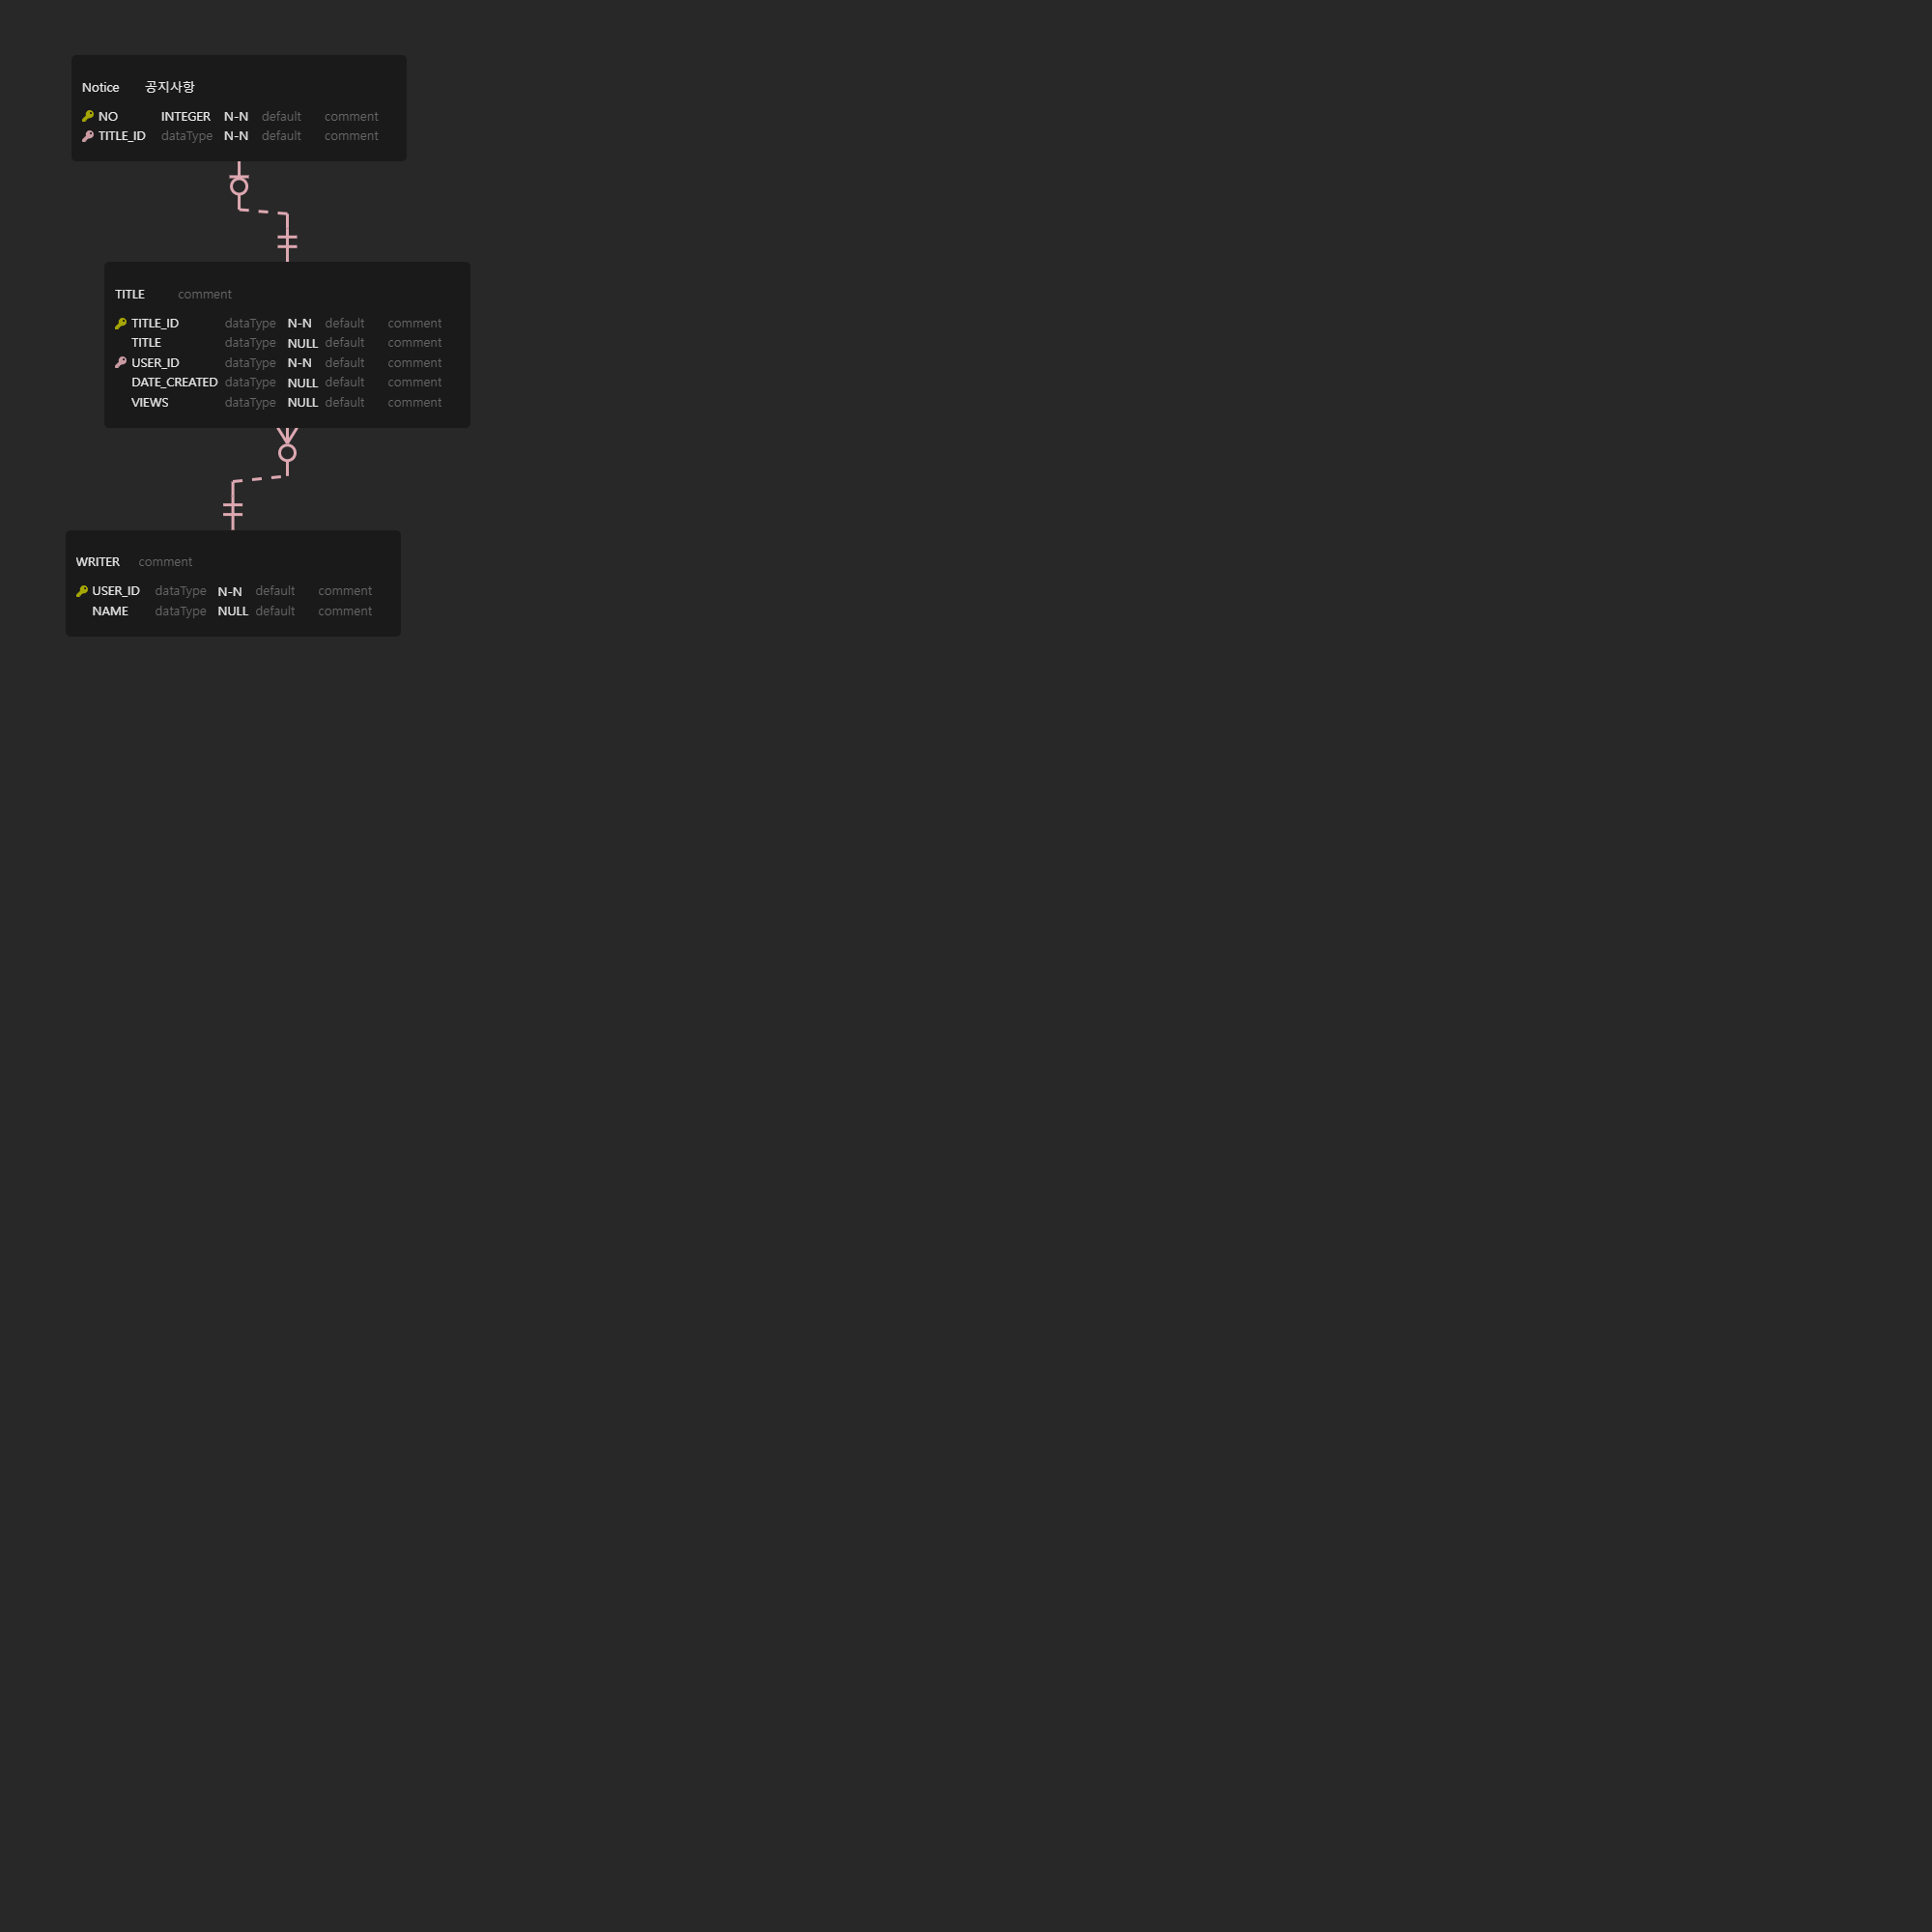 Notice 공지사항
NO INTEGER N-N default comment
TITLE_ID dataType N-N default comment
TITLE comment
TITLE_ID dataType N-N default comment
TITLE dataType NULL default comment
USER_ID dataType N-N default comment
DATE_CREATED dataType NULL default comment
VIEWS dataType NULL default comment
WRITER comment
USER_ID dataType N-N default comment
NAME dataType NULL default comment